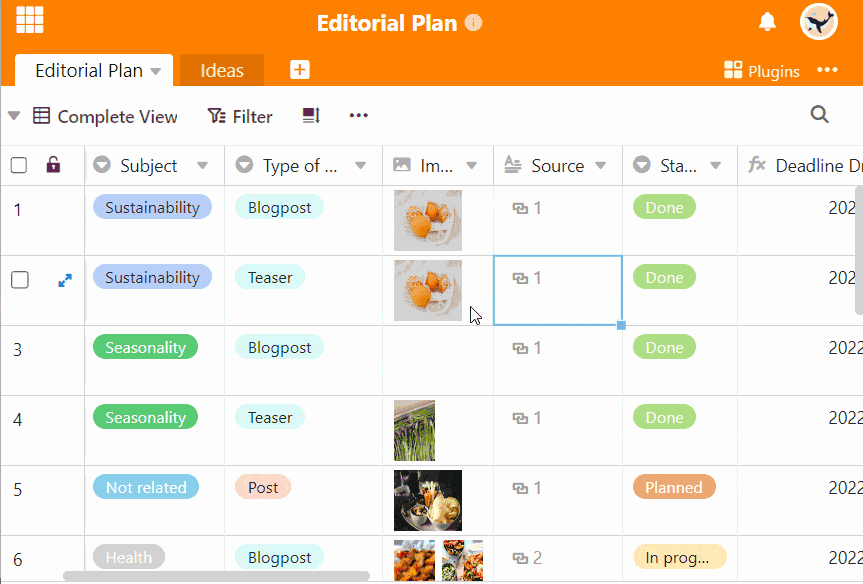 Editorial Plan
Editorial Plan Ideas Plugins
Complete View Filter
Subject Type of ... Im... Source Sta... fx Deadline Dr
1 Sustainability Blogpost 1 Done 202
Sustainability Teaser 1 Done 202
3 Seasonality Blogpost 1 Done 2022
4 Seasonality Teaser 1 Done 2022
5 Not related Post 1 Planned 2022
6 Health Blogpost 2 In prog... 2022